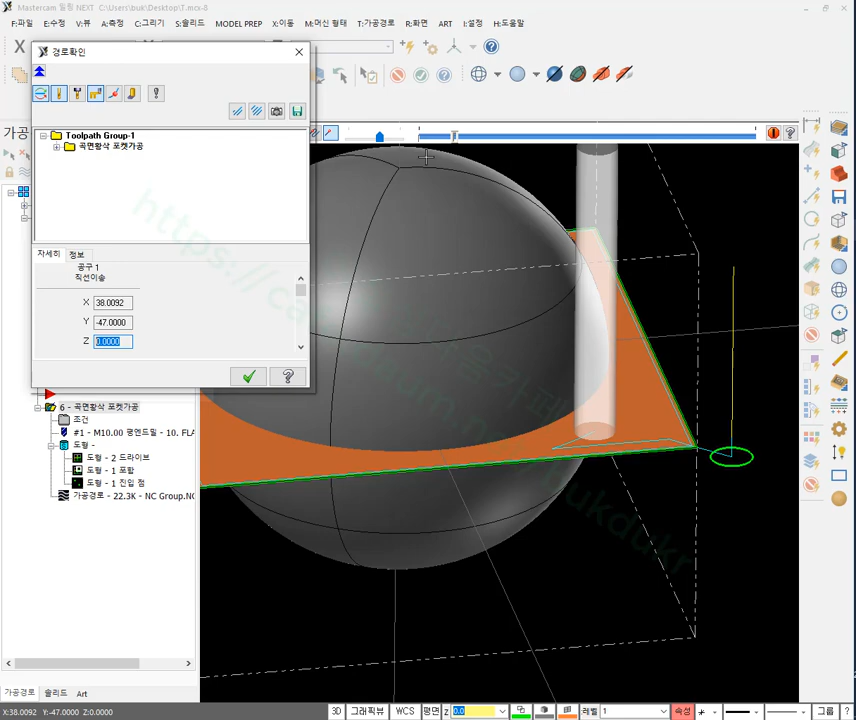 Mastercam 밀링 NEXT C:\Users\buk\Desktop\T.mcx-8
F:파일 E:수정 V:뷰 A:측정 C:그리기 S:솔리드 MODEL PREP X:이동 M:머신 형태 T:가공경로 R:화면 ART I:설정 H:도움말
경로확인
Toolpath Group-1
곡면황삭 포켓가공
자세히 정보
공구 1
직선이송
X 38.0092
Y -47.0000
Z 0.0000
6 - 곡면황삭 포켓가공
조건
#1 - M10.00 평엔드밀 - 10. FLA
도형 -
도형 - 2 드라이브
도형 - 1 포함
도형 - 1 진입 점
가공경로 - 22.3K - NC Group.NC
가공경로 솔리드 Art
X:38.0092 Y:-47.0000 Z:0.0000
3D 그래픽뷰 WCS 평면 Z 0.0 레벨 1 속성 그룹 ?